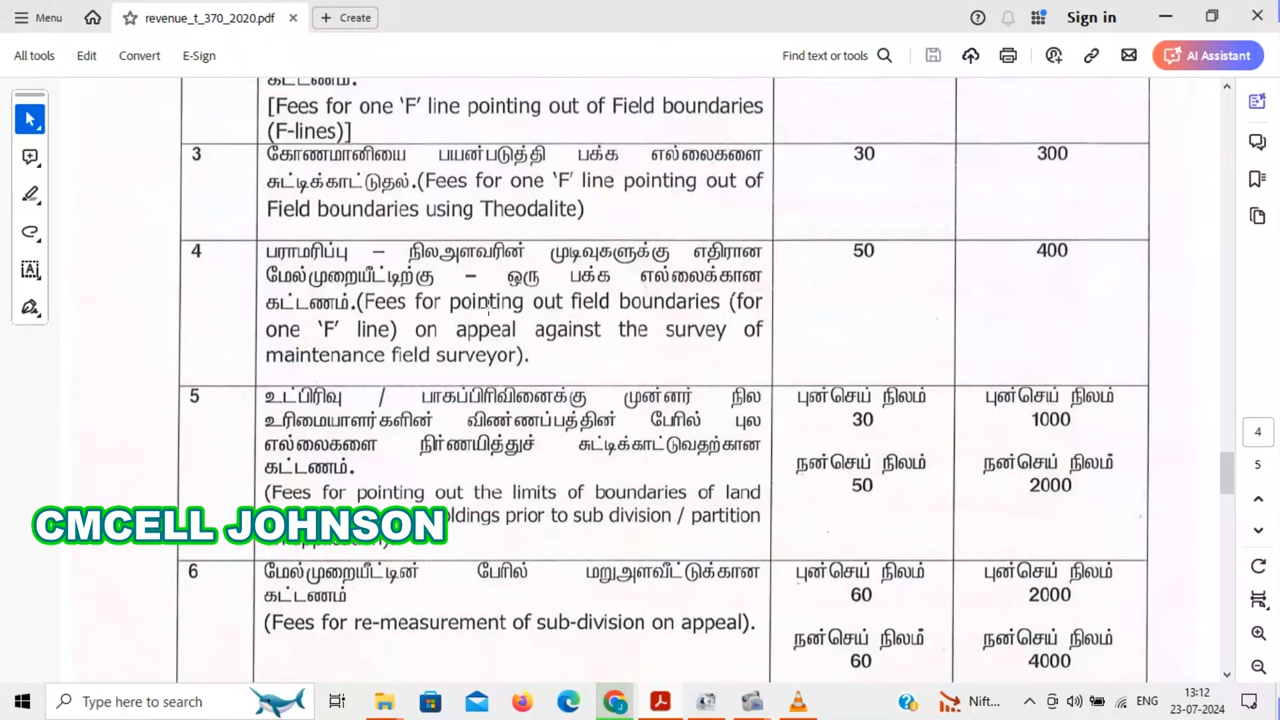 Menu
revenue_t_370_2020.pdf
Create
Sign in
All tools
Edit
Convert
E-Sign
Find text or tools
AI Assistant
கட்டணம்.
[Fees for one ‘F’ line pointing out of Field boundaries
(F-lines)]
3
கோணமானியை பயன்படுத்தி பக்க எல்லைகளை
சுட்டிக்காட்டுதல்.(Fees for one ‘F’ line pointing out of
Field boundaries using Theodalite)
30
300
4
பராமரிப்பு – நிலஅளவரின் முடிவுகளுக்கு எதிரான
மேல்முறையீட்டிற்கு – ஒரு பக்க எல்லைக்கான
கட்டணம்.(Fees for pointing out field boundaries (for
one ‘F’ line) on appeal against the survey of
maintenance field surveyor).
50
400
5
உட்பிரிவு / பாகப்பிரிவினைக்கு முன்னர் நில
உரிமையாளர்களின் விண்ணப்பத்தின் பேரில் புல
எல்லைகளை நிர்ணயித்துச் சுட்டிக்காட்டுவதற்கான
கட்டணம்.
(Fees for pointing out the limits of boundaries of land
oldings prior to sub division / partition
புன்செய் நிலம்
30
நன்செய் நிலம்
50
புன்செய் நிலம்
1000
நன்செய் நிலம்
2000
CMCELL JOHNSON
6
மேல்முறையீட்டின் பேரில் மறுஅளவீட்டுக்கான
கட்டணம்
(Fees for re-measurement of sub-division on appeal).
புன்செய் நிலம்
60
நன்செய் நிலம்
60
புன்செய் நிலம்
2000
நன்செய் நிலம்
4000
4
5
Type here to search
Nift...
ENG
13:12
23-07-2024